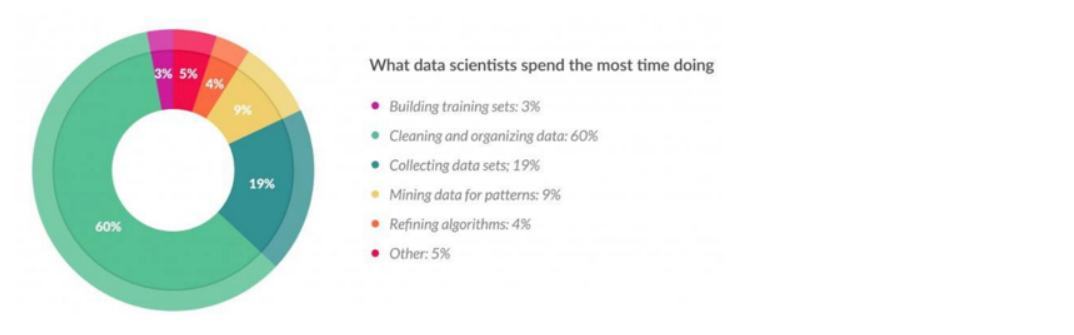 3% 5%
4%
9%
19%
60%
What data scientists spend the most time doing
Building training sets: 3%
Cleaning and organizing data: 60%
Collecting data sets; 19%
Mining data for patterns: 9%
Refining algorithms: 4%
Other: 5%